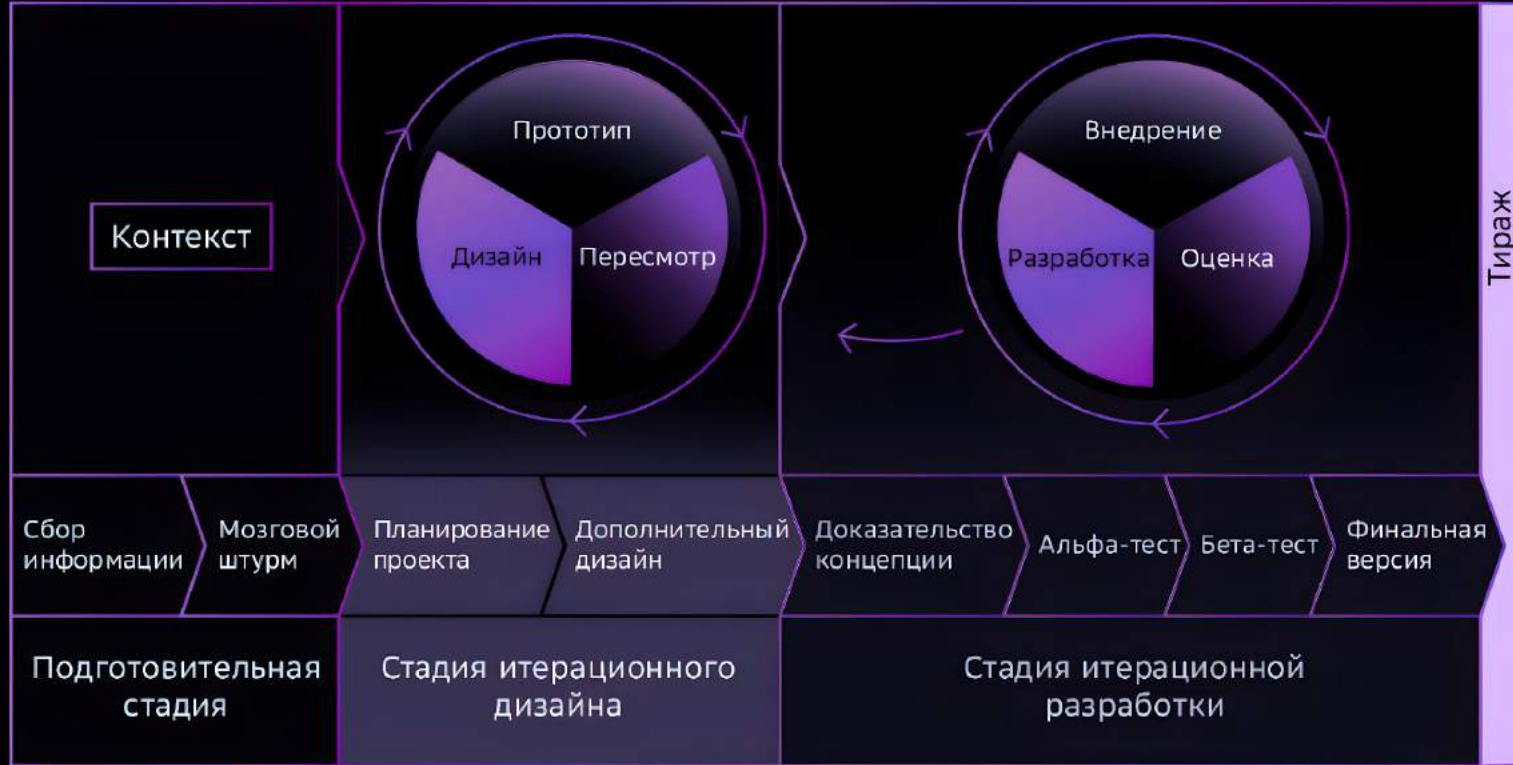 Контекст
Прототип
Дизайн
Пересмотр
Внедрение
Разработка
Оценка
Тираж
Сбор
информации
Мозговой
штурм
Планирование
проекта
Дополнительный
дизайн
Доказательство
концепции
Альфа-тест
Бета-тест
Финальная
версия
Подготовительная
стадия
Стадия итерационного
дизайна
Стадия итерационной
разработки